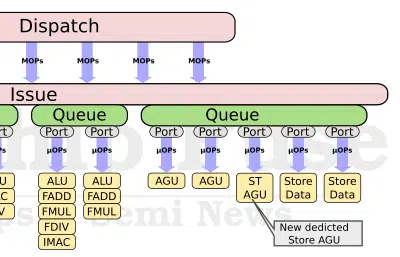 Dispatch
MOPs MOPs MOPs MOPs
Issue
Queue Queue
Port Port Port Port Port Port Port
µOPs µOPs µOPs µOPs µOPs µOPs µOPs
ALU ALU AGU AGU ST AGU Store Data Store Data
FADD FADD
FMUL FMUL
FDIV
IMAC
New dedicted
Store AGU
Semi News